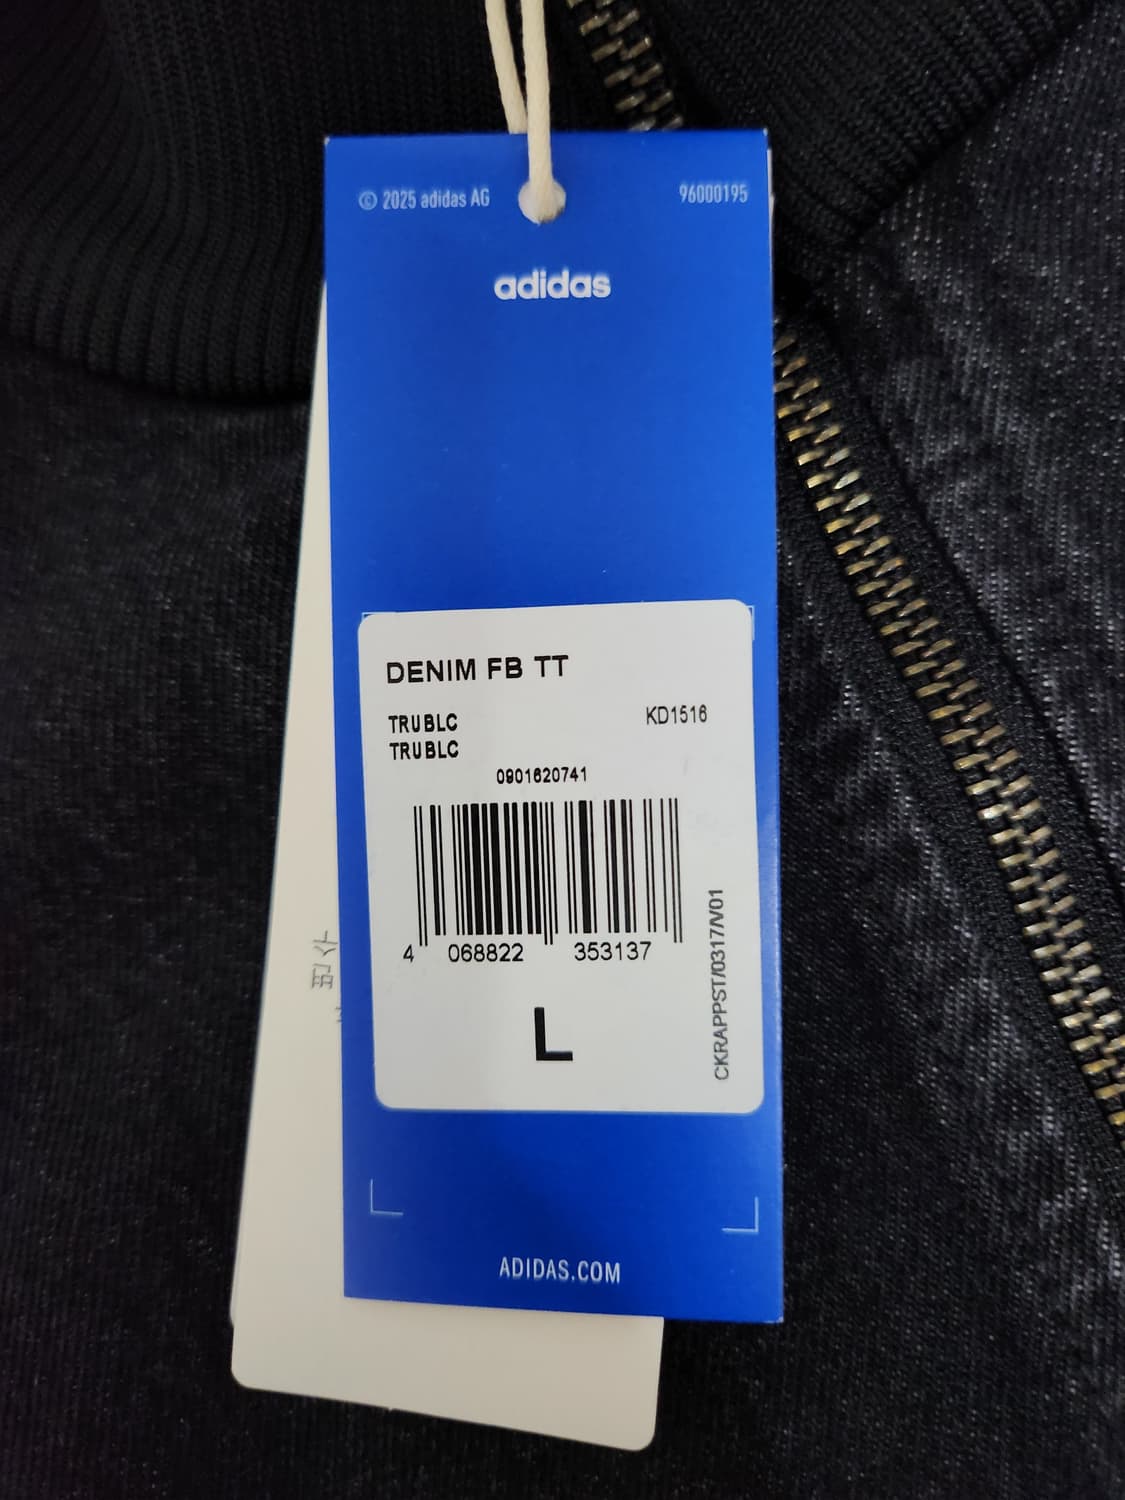 © 2025 adidas AG
96000195
adidas
DENIM FB TT
TRUBLC
KD1516
TRUBLC
0901620741
4 068822 353137
CKRAPPST/0317/V01
L
ADIDAS.COM